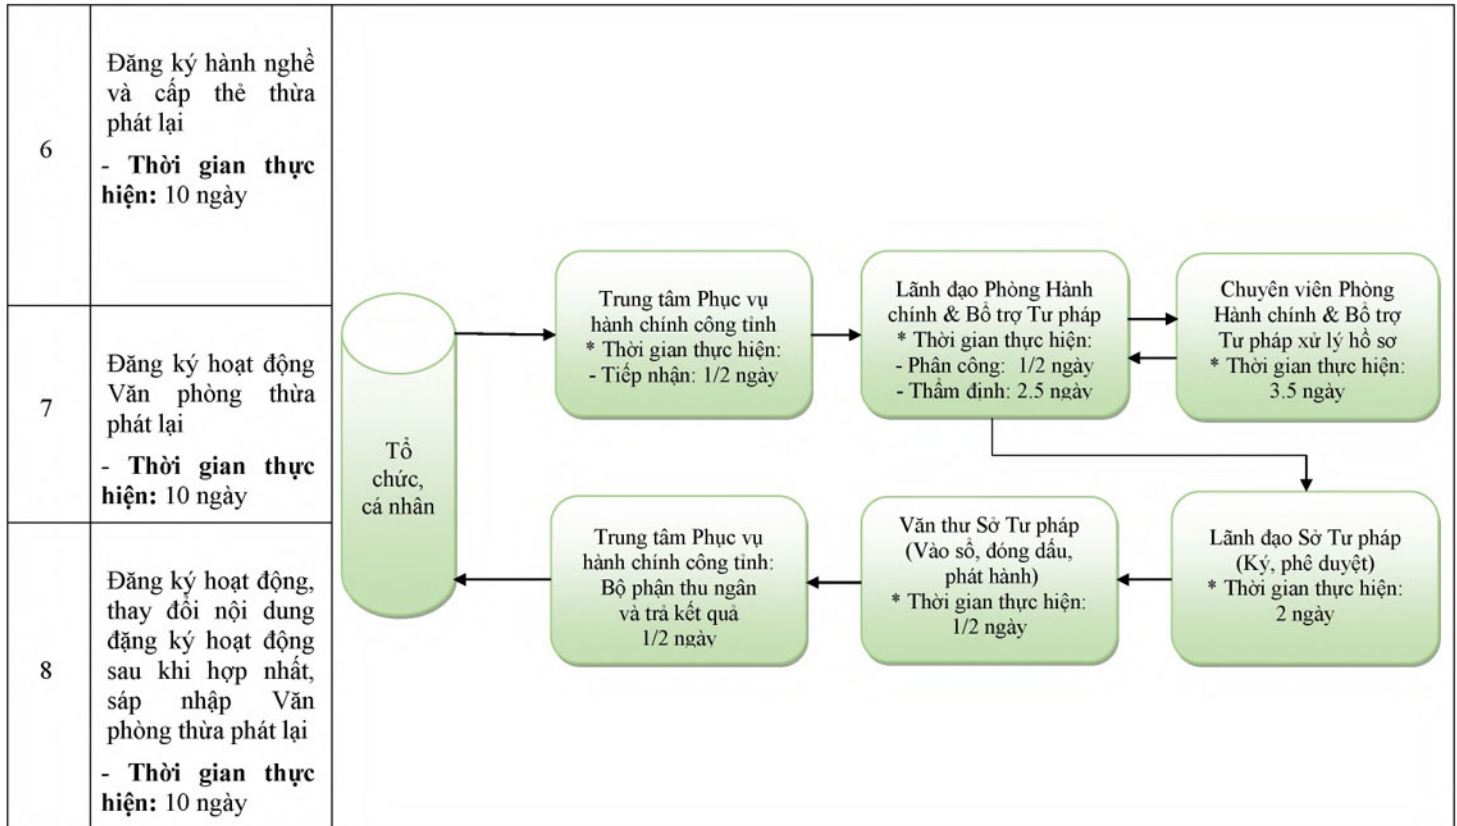 6
Đăng ký hành nghề
và cấp thẻ thừa
phát lại
- Thời gian thực
hiện: 10 ngày
7
Đăng ký hoạt động
Văn phòng thừa
phát lại
- Thời gian thực
hiện: 10 ngày
8
Đăng ký hoạt động,
thay đổi nội dung
đặng ký hoạt động
sau khi hợp nhất,
sáp nhập Văn
phòng thừa phát lại
- Thời gian thực
hiện: 10 ngày
Tổ
chức,
cá nhân
Trung tâm Phục vụ
hành chính công tỉnh
* Thời gian thực hiện:
- Tiếp nhận: 1/2 ngày
Lãnh đạo Phòng Hành
chính & Bổ trợ Tư pháp
* Thời gian thực hiện:
- Phân công: 1/2 ngày
- Thẩm định: 2.5 ngày
Chuyên viên Phòng
Hành chính & Bổ trợ
Tư pháp xử lý hồ sơ
* Thời gian thực hiện:
3.5 ngày
Lãnh đạo Sở Tư pháp
(Ký, phê duyệt)
* Thời gian thực hiện:
2 ngày
Văn thư Sở Tư pháp
(Vào sổ, đóng dấu,
phát hành)
* Thời gian thực hiện:
1/2 ngày
Trung tâm Phục vụ
hành chính công tỉnh:
Bộ phận thu ngân
và trả kết quả
1/2 ngày